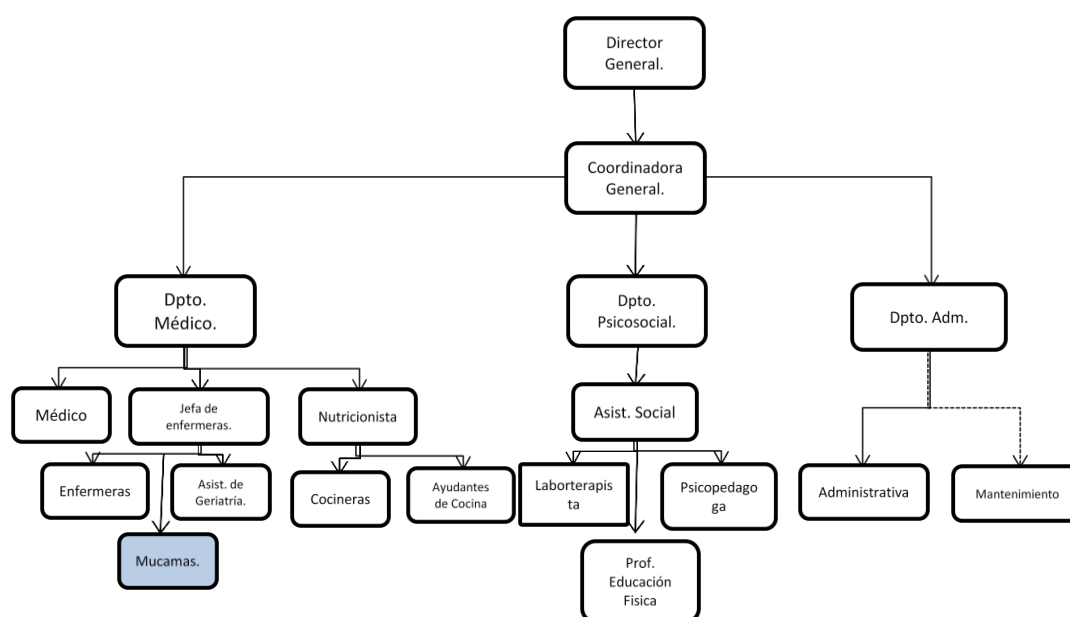 Director
General.
Coordinadora
General.
Dpto.
Médico.
Dpto.
Psicosocial.
Dpto. Adm.
Médico
Jefa de
enfermeras.
Nutricionista
Asist. Social
Enfermeras
Asist. de
Geriatría.
Cocineras
Ayudantes
de Cocina
Laborterapis
ta
Psicopedago
ga
Administrativa
Mantenimiento
Mucamas.
Prof.
Educación
Fisica